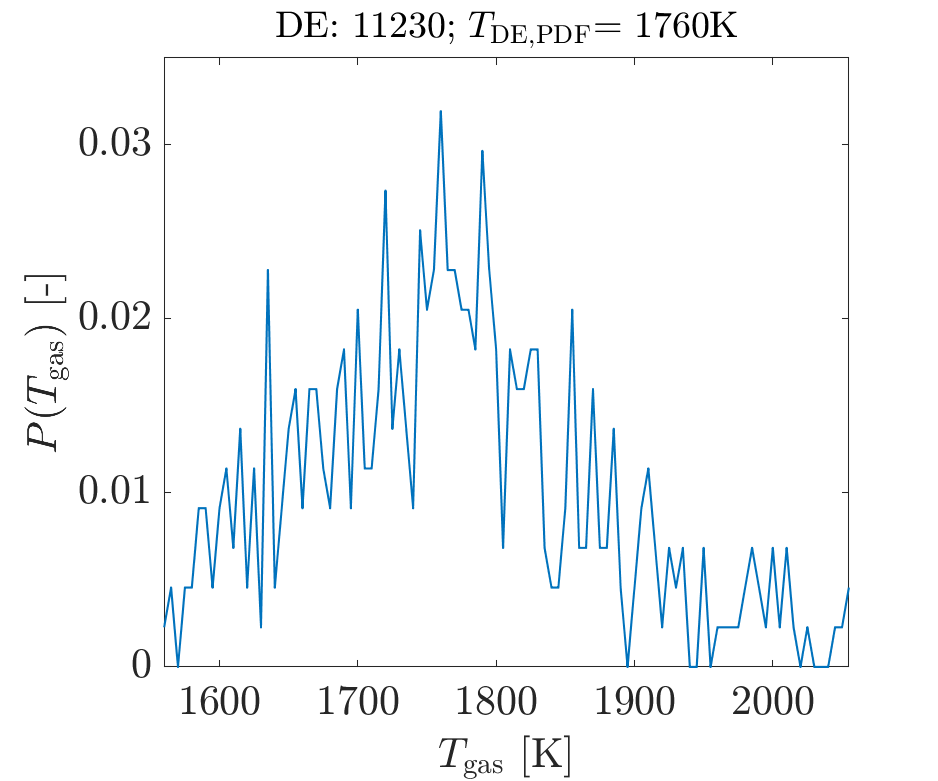 DE: 11230; T_DE,PDF= 1760K
0.03
0.02
0.01
0
P(T_gas) [-]
1600 1700 1800 1900 2000
T_gas [K]